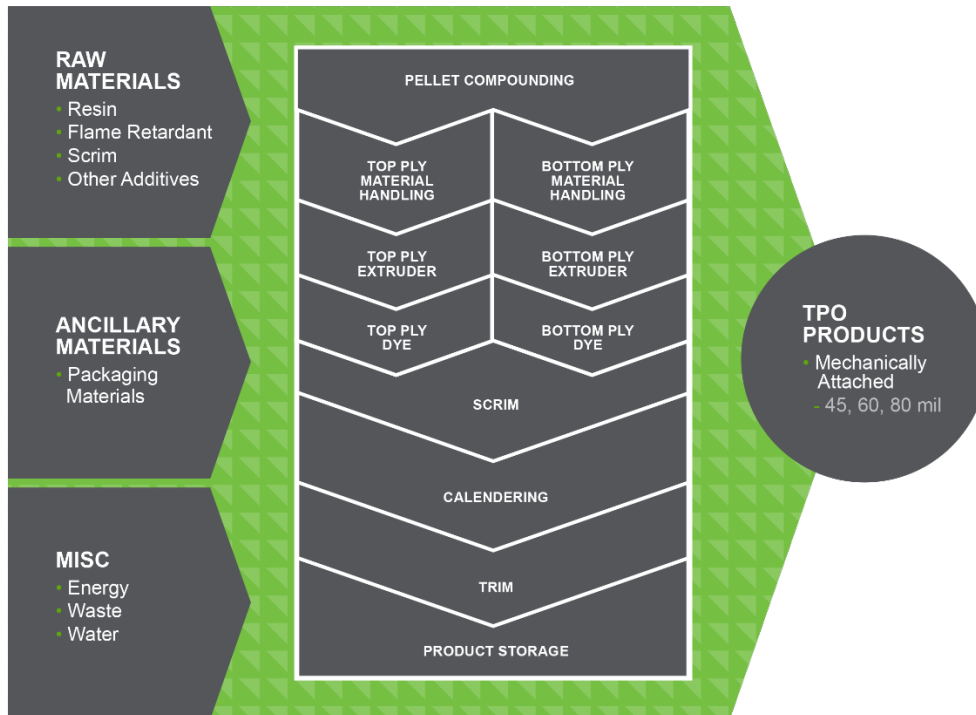 RAW
MATERIALS
• Resin
• Flame Retardant
• Scrim
• Other Additives
ANCILLARY
MATERIALS
• Packaging
Materials
MISC
• Energy
• Waste
• Water
PELLET COMPOUNDING
TOP PLY
MATERIAL
HANDLING
BOTTOM PLY
MATERIAL
HANDLING
TOP PLY
EXTRUDER
BOTTOM PLY
EXTRUDER
TOP PLY
DYE
BOTTOM PLY
DYE
SCRIM
CALENDERING
TRIM
PRODUCT STORAGE
TPO
PRODUCTS
• Mechanically
Attached
- 45, 60, 80 mil